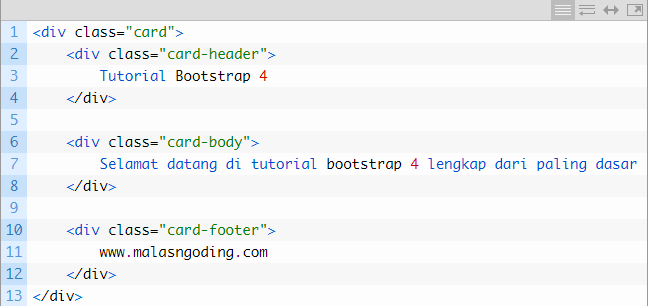 1 <div class="card">
2     <div class="card-header">
3         Tutorial Bootstrap 4
4     </div>
5
6     <div class="card-body">
7         Selamat datang di tutorial bootstrap 4 lengkap dari paling dasar
8     </div>
9
10     <div class="card-footer">
11         www.malasngoding.com
12     </div>
13 </div>